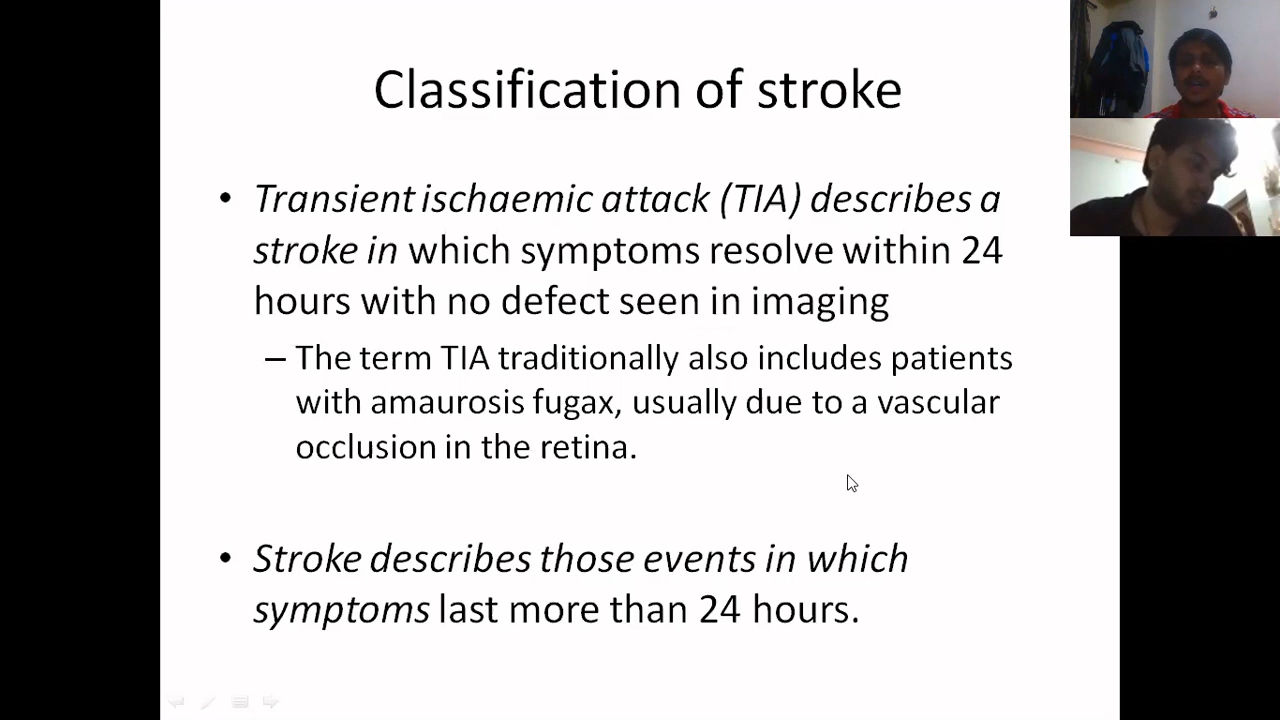 Classification of stroke
• Transient ischaemic attack (TIA) describes a
stroke in which symptoms resolve within 24
hours with no defect seen in imaging
– The term TIA traditionally also includes patients
with amaurosis fugax, usually due to a vascular
occlusion in the retina.
• Stroke describes those events in which
symptoms last more than 24 hours.